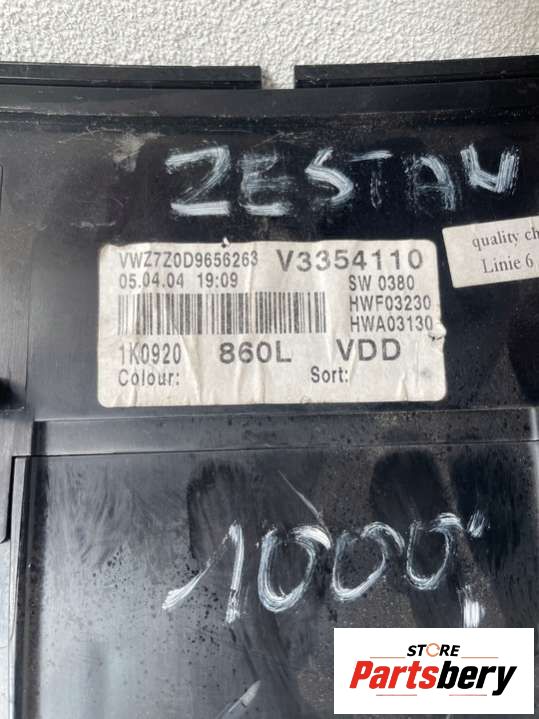 ZESTAW
quality ch
Linie 6
VWZ7Z0D9656263 V3354110
05.04.04 19:09 SW 0380
HWF03230
HWA03130
1K0920 860L VDD
Colour: Sort:
1000,
STORE
Partsbery